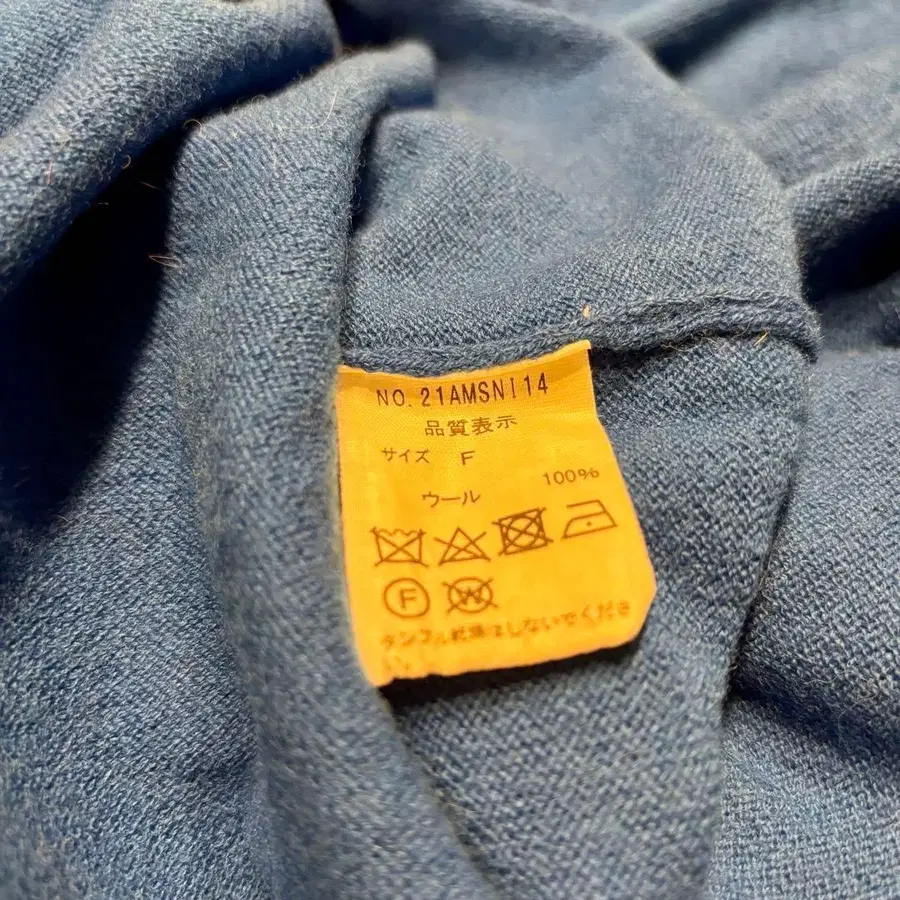 NO. 21AMSNI14
品質表示
サイズ F
ウール 100%
F W
タンブル乾燥はしないでくださ
い。